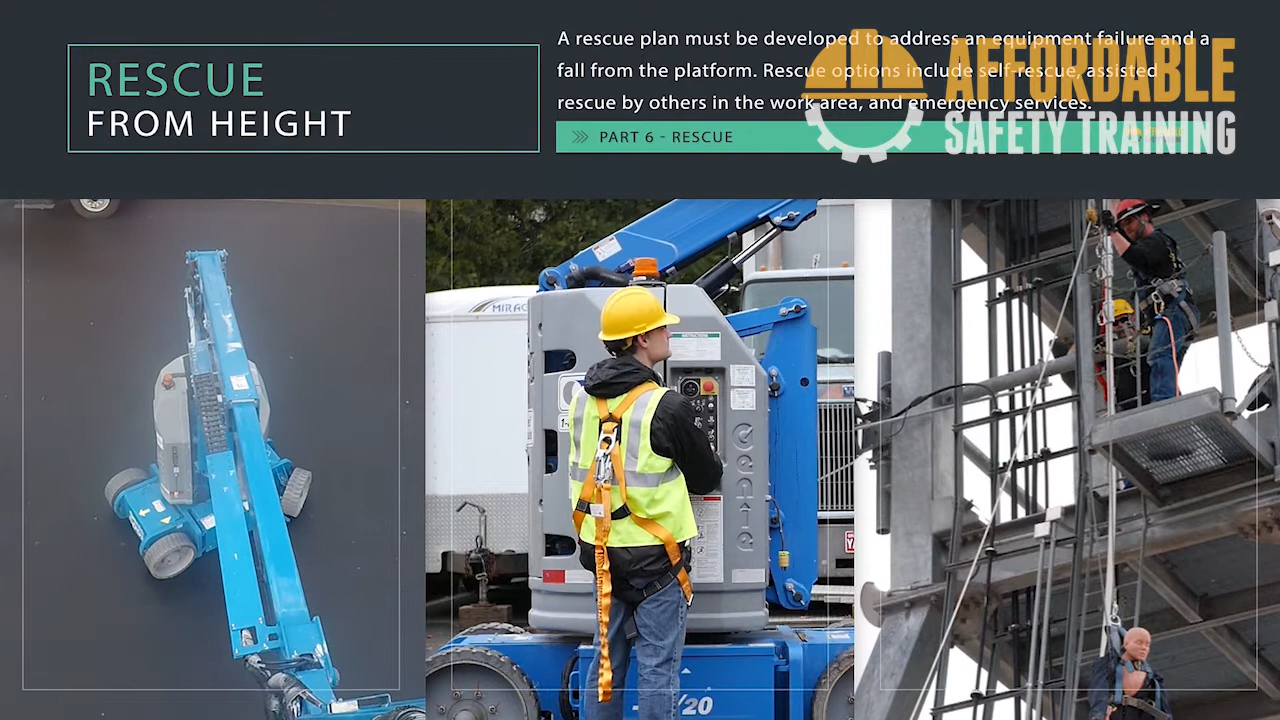 RESCUE
FROM HEIGHT
A rescue plan must be developed to address an equipment failure and a
fall from the platform. Rescue options include self-rescue, assisted
rescue by others in the work area, and emergency services.
PART 6 - RESCUE
AFFORDABLE
SAFETY TRAINING